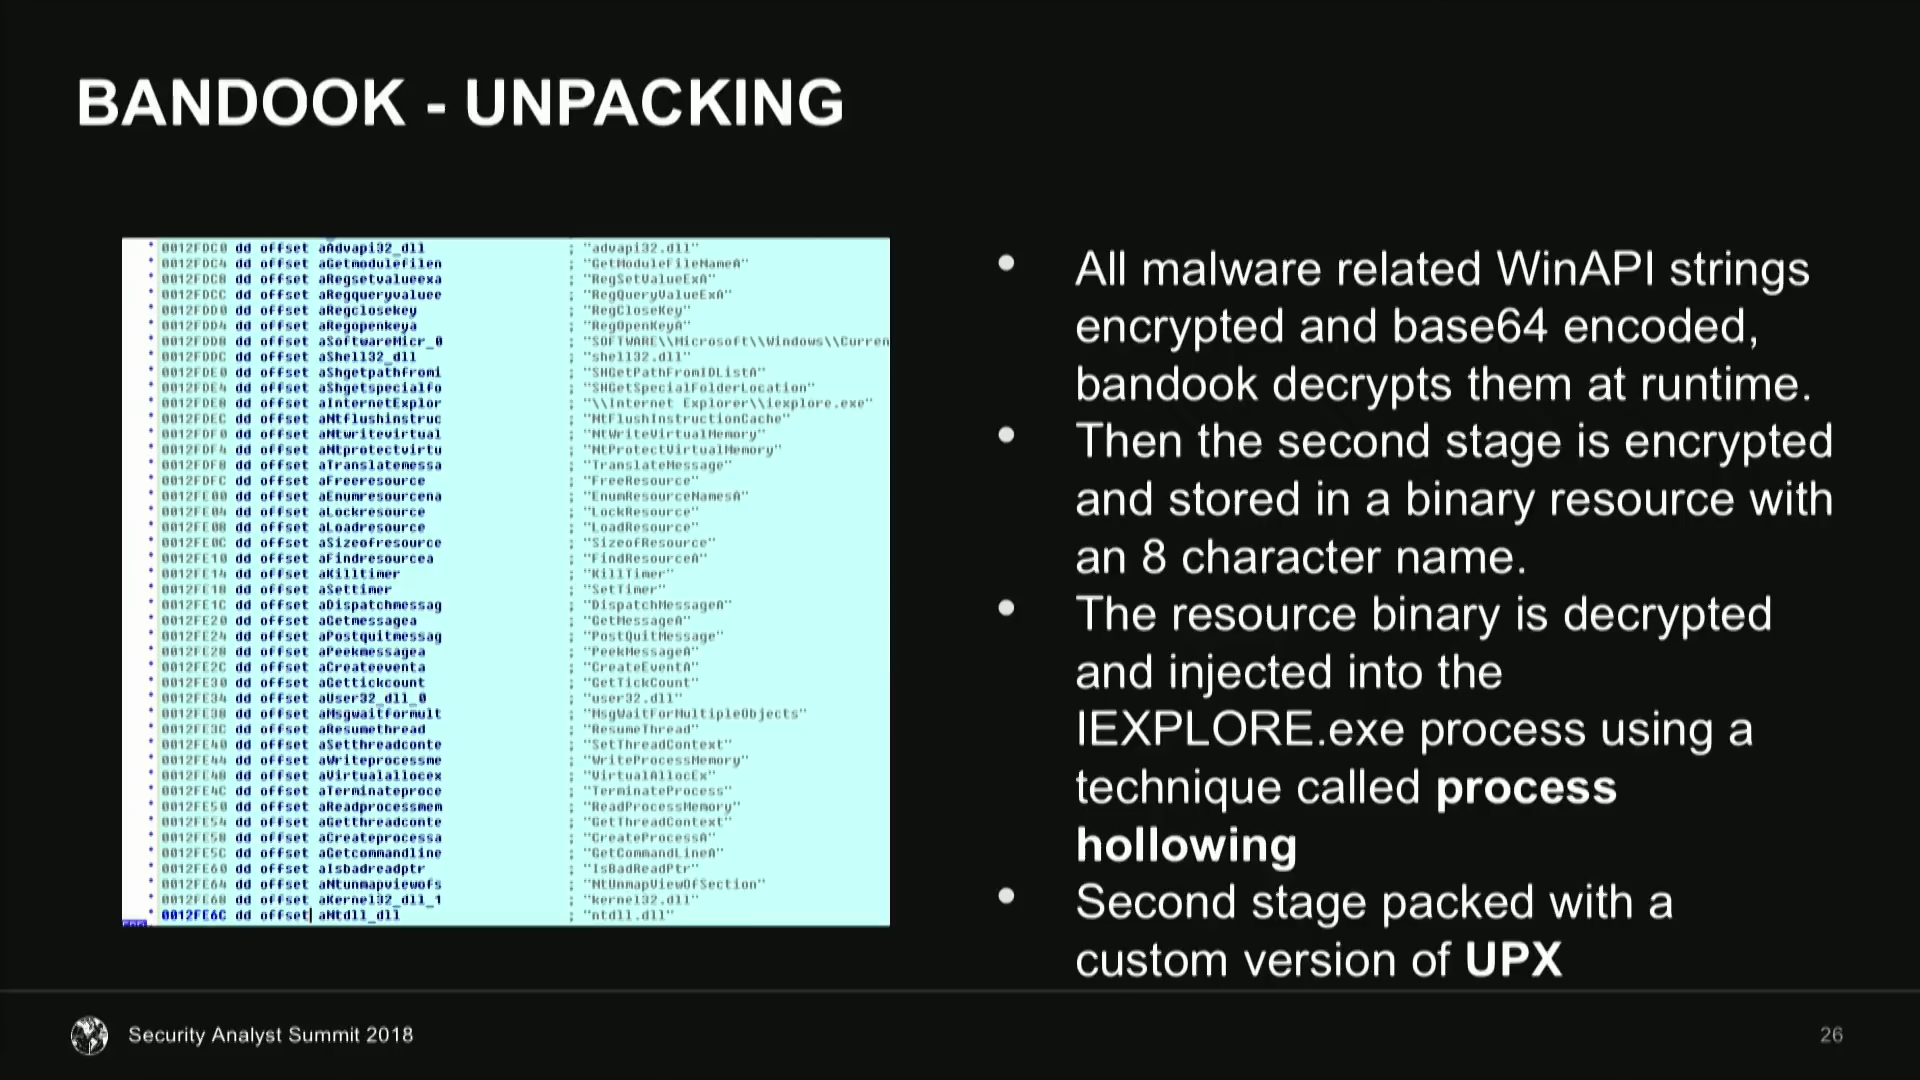 BANDOOK - UNPACKING
0012FDC0 dd offset aAdvapi32_dll ; "advapi32.dll"
0012FDC4 dd offset aGetmodulefilen ; "GetModuleFileNameA"
0012FDC8 dd offset aRegsetvalueexa ; "RegSetValueExA"
0012FDCC dd offset aRegqueryvaluee ; "RegQueryValueExA"
0012FDD0 dd offset aRegclosekey ; "RegCloseKey"
0012FDD4 dd offset aRegopenkeya ; "RegOpenKeyA"
0012FDD8 dd offset aSoftwareMicr_0 ; "SOFTWARE\\Microsoft\\Windows\\Curren
0012FDDC dd offset aShell32_dll ; "shell32.dll"
0012FDE0 dd offset aShgetpathfromi ; "SHGetPathFromIDListA"
0012FDE4 dd offset aShgetspecialfo ; "SHGetSpecialFolderLocation"
0012FDE8 dd offset aInternetExplor ; "\\Internet Explorer\\iexplore.exe"
0012FDEC dd offset aNtflushinstruc ; "NtFlushInstructionCache"
0012FDF0 dd offset aNtwritevirtual ; "NtWriteVirtualMemory"
0012FDF4 dd offset aNtprotectvirtu ; "NtProtectVirtualMemory"
0012FDF8 dd offset aTranslatemessa ; "TranslateMessage"
0012FDFC dd offset aFreeresource ; "FreeResource"
0012FE00 dd offset aEnumresourcena ; "EnumResourceNamesA"
0012FE04 dd offset aLockresource ; "LockResource"
0012FE08 dd offset aLoadresource ; "LoadResource"
0012FE0C dd offset aSizeofresource ; "SizeofResource"
0012FE10 dd offset aFindresourcea ; "FindResourceA"
0012FE14 dd offset aKilltimer ; "KillTimer"
0012FE18 dd offset aSettimer ; "SetTimer"
0012FE1C dd offset aDispatchmessag ; "DispatchMessageA"
0012FE20 dd offset aGetmessagea ; "GetMessageA"
0012FE24 dd offset aPostquitmessag ; "PostQuitMessage"
0012FE28 dd offset aPeekmessagea ; "PeekMessageA"
0012FE2C dd offset aCreateeventa ; "CreateEventA"
0012FE30 dd offset aGettickcount ; "GetTickCount"
0012FE34 dd offset aUser32_dll_0 ; "user32.dll"
0012FE38 dd offset aMsgwaitformult ; "MsgWaitForMultipleObjects"
0012FE3C dd offset aResumethread ; "ResumeThread"
0012FE40 dd offset aSetthreadconte ; "SetThreadContext"
0012FE44 dd offset aWriteprocessme ; "WriteProcessMemory"
0012FE48 dd offset aVirtualallocex ; "VirtualAllocEx"
0012FE4C dd offset aTerminateproce ; "TerminateProcess"
0012FE50 dd offset aReadprocessmem ; "ReadProcessMemory"
0012FE54 dd offset aGetthreadconte ; "GetThreadContext"
0012FE58 dd offset aCreateprocessa ; "CreateProcessA"
0012FE5C dd offset aGetcommandline ; "GetCommandLineA"
0012FE60 dd offset aIsbadreadptr ; "IsBadReadPtr"
0012FE64 dd offset aNtunmapviewofs ; "NtUnmapViewOfSection"
0012FE68 dd offset aKernel32_dll_1 ; "kernel32.dll"
0012FE6C dd offset aNtdll_dll ; "ntdll.dll"
• All malware related WinAPI strings
encrypted and base64 encoded,
bandook decrypts them at runtime.
• Then the second stage is encrypted
and stored in a binary resource with
an 8 character name.
• The resource binary is decrypted
and injected into the
IEXPLORE.exe process using a
technique called process
hollowing
• Second stage packed with a
custom version of UPX
Security Analyst Summit 2018
26